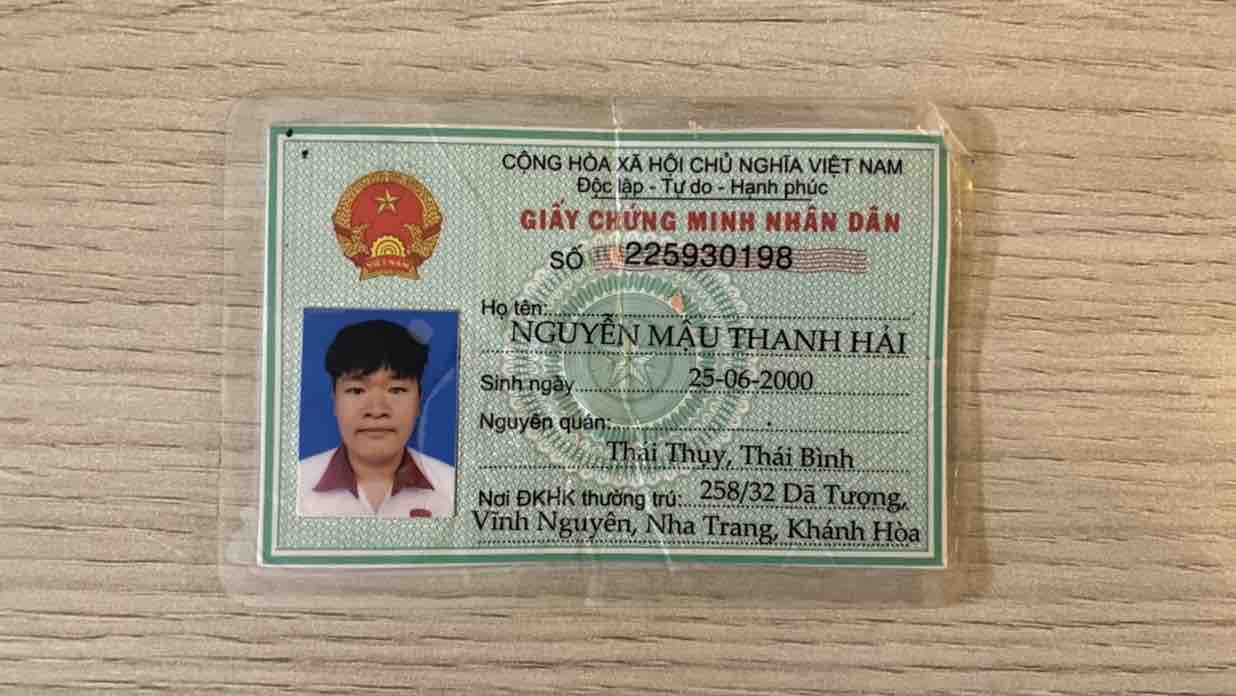 CỘNG HÒA XÃ HỘI CHỦ NGHĨA VIỆT NAM
Độc lập - Tự do - Hạnh phúc
GIẤY CHỨNG MINH NHÂN DÂN
SỐ 225930198
VIỆT NAM
Họ tên:
NGUYỄN MẬU THANH HẢI
Sinh ngày 25-06-2000
Nguyên quán:
Thái Thụy, Thái Bình
Nơi ĐKHK thường trú: 258/32 Dã Tượng,
Vĩnh Nguyên, Nha Trang, Khánh Hòa